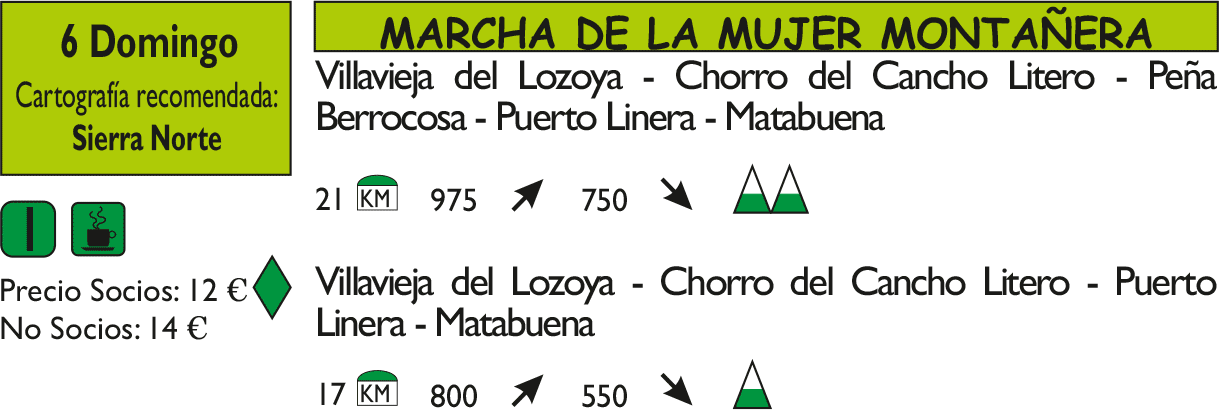 6 Domingo
Cartografía recomendada:
Sierra Norte
Precio Socios: 12 €
No Socios: 14 €
MARCHA DE LA MUJER MONTAÑERA
Villavieja del Lozoya - Chorro del Cancho Litero - Peña
Berrocosa - Puerto Linera - Matabuena
21 KM 975 750
Villavieja del Lozoya - Chorro del Cancho Litero - Puerto
Linera - Matabuena
17 KM 800 550